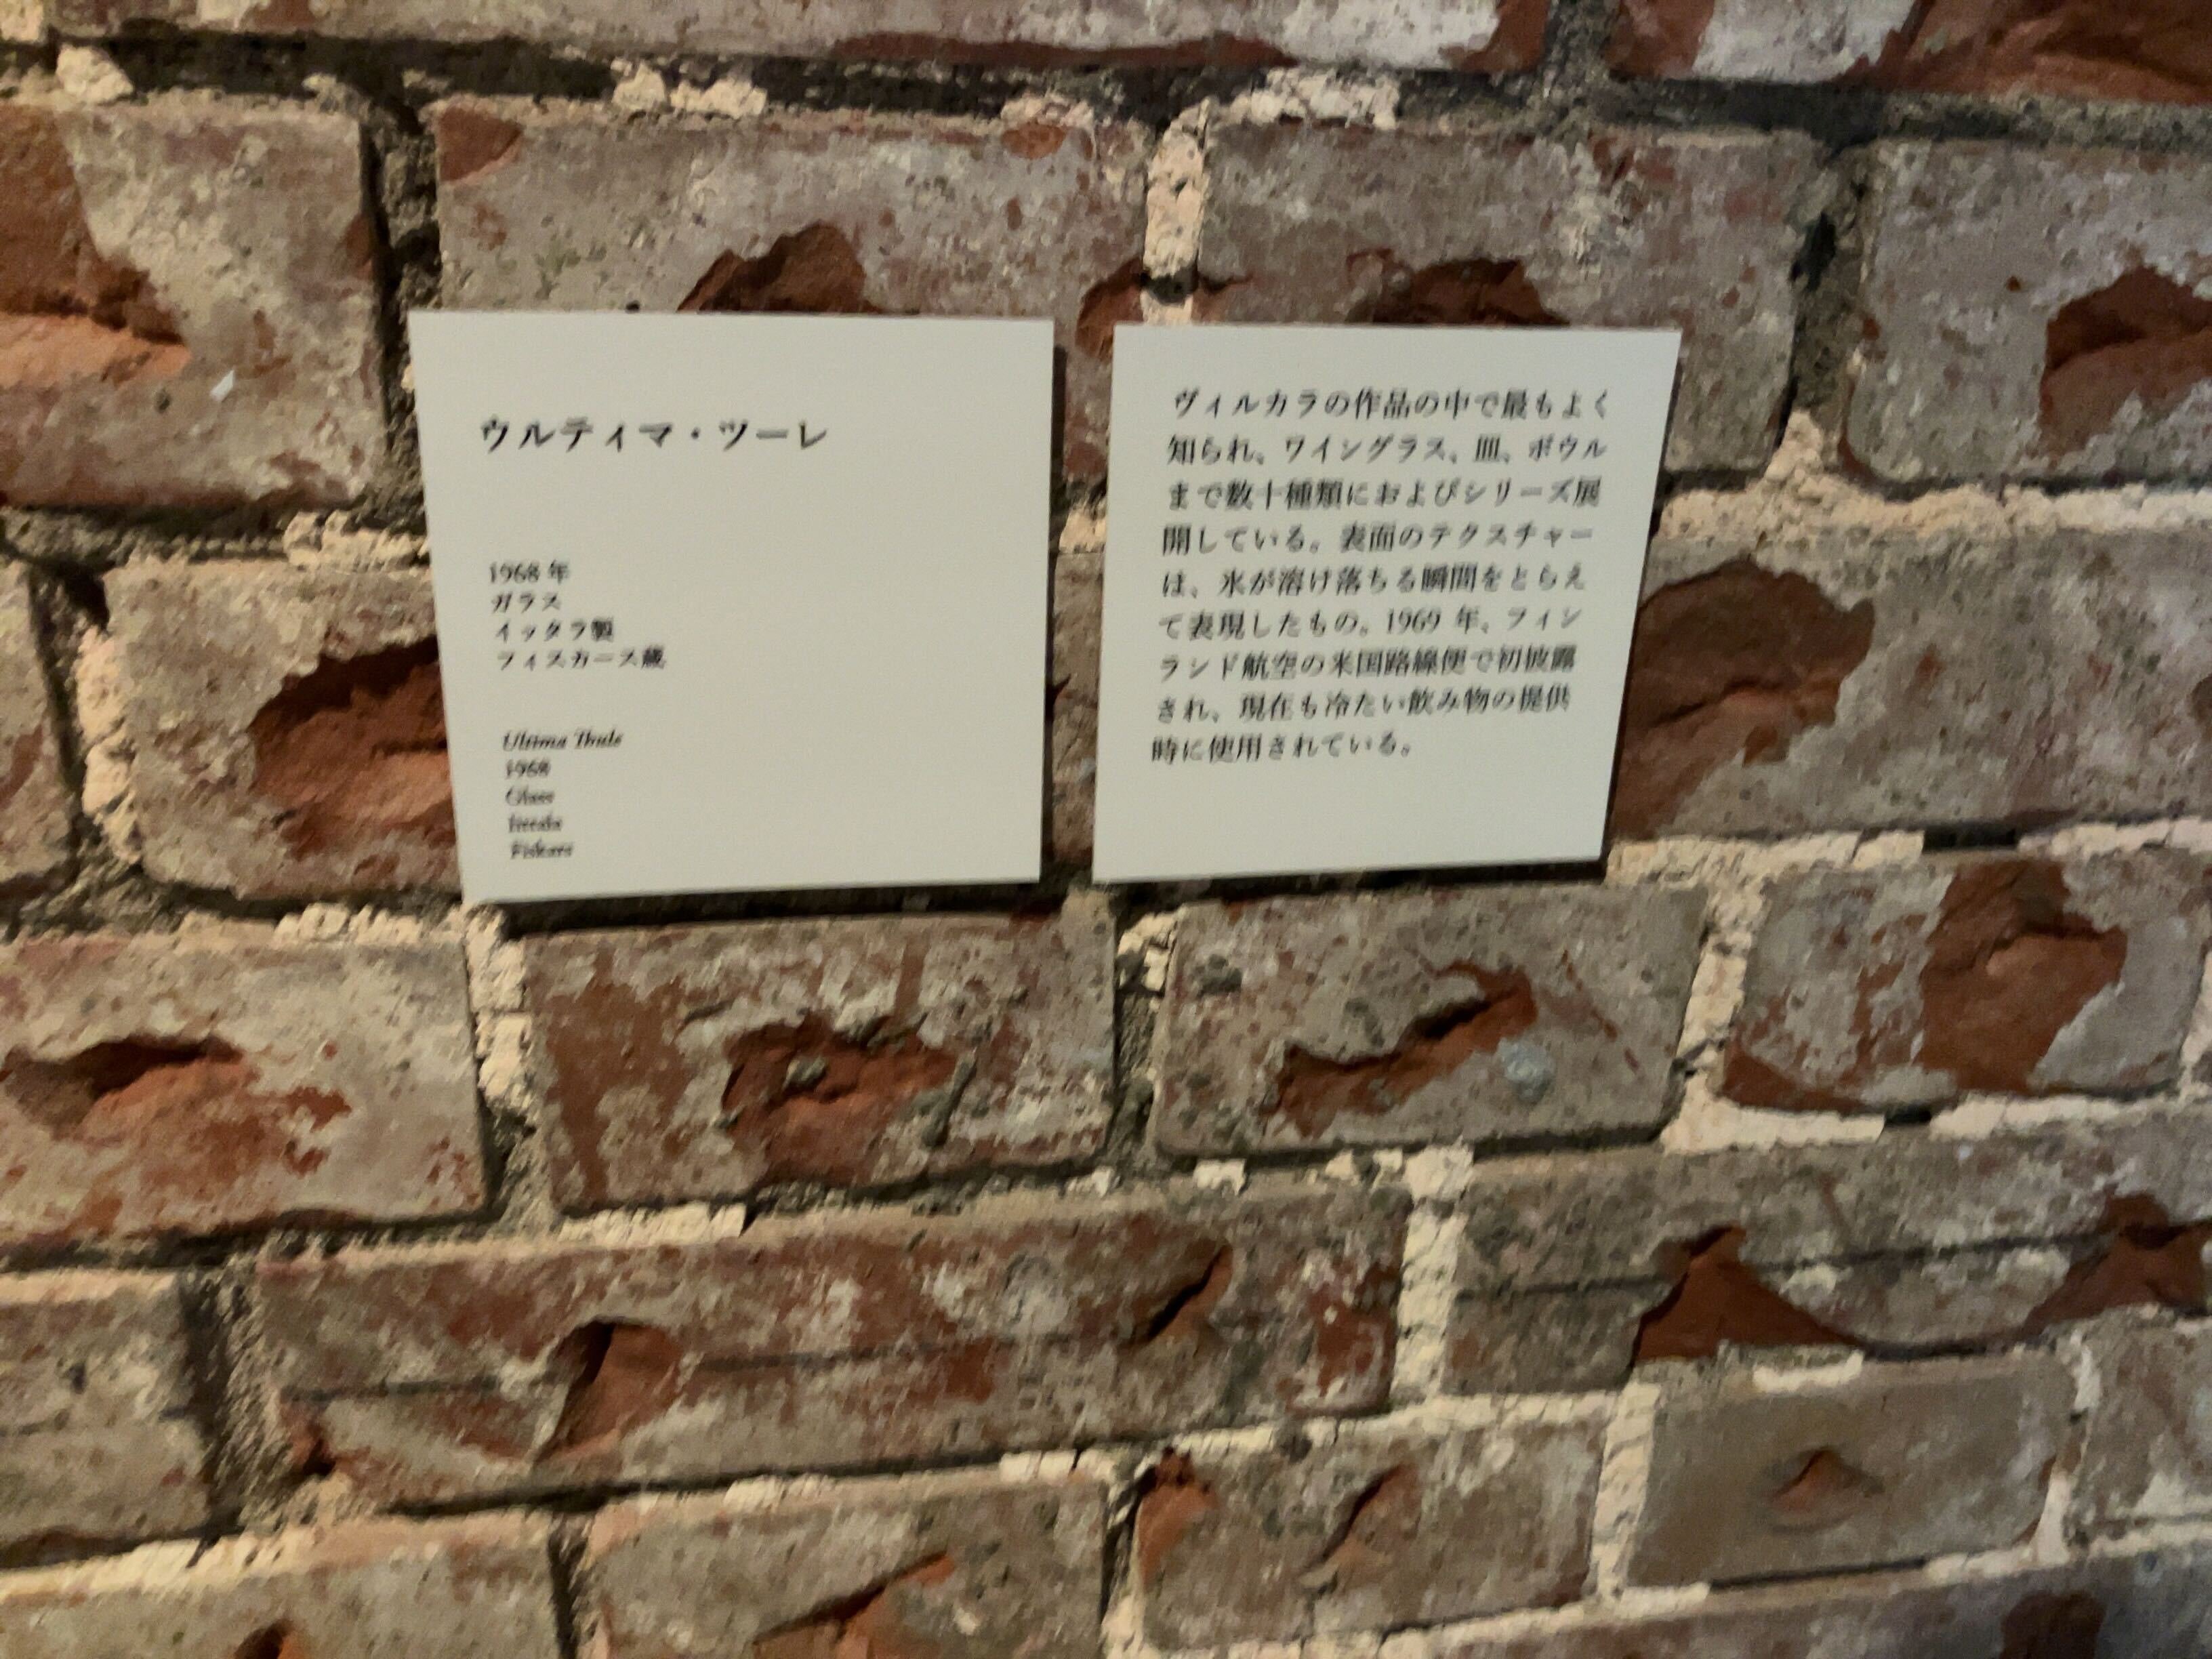 ウルティマ・ツーレ
1968 年
ガラス
イッタラ製
フィスカース蔵
Ultima Thule
1968
Glass
Iittala
Fiskars
ヴィルカラの作品の中で最もよく
知られ、ワイングラス、皿、ボウル
まで数十種類におよびシリーズ展
開している。表面のテクスチャー
は、氷が溶け落ちる瞬間をとらえ
て表現したもの。1969 年、フィン
ランド航空の米国路線便で初披露
され、現在も冷たい飲み物の提供
時に使用されている。